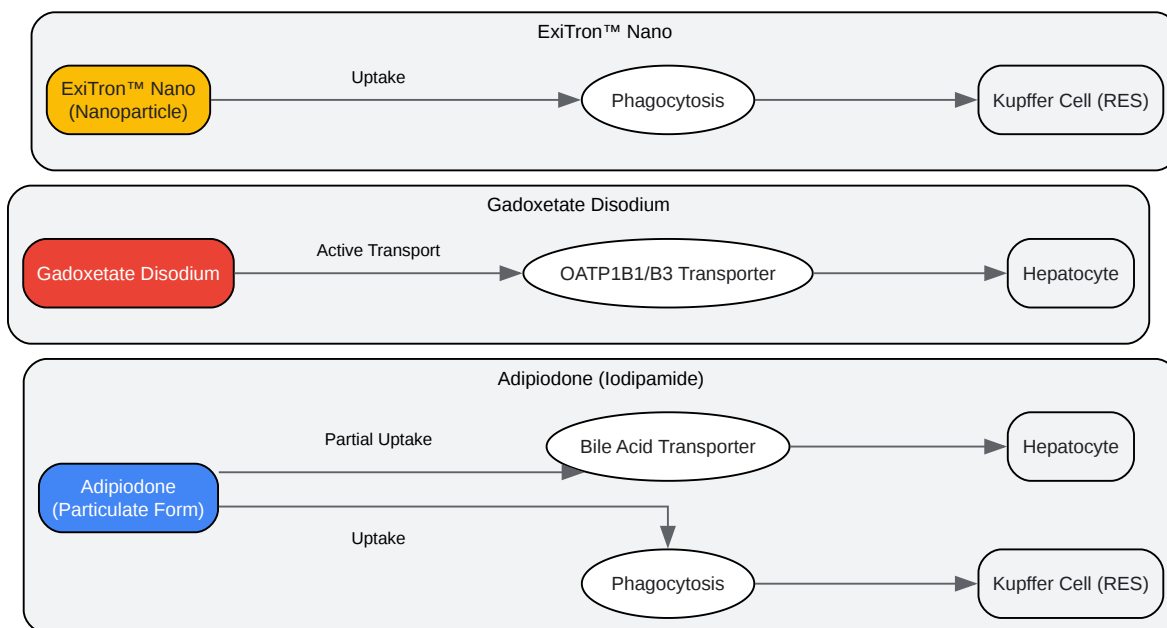 ExiTron™ Nano
ExiTron™ Nano
(Nanoparticle)
Uptake
Phagocytosis
Kupffer Cell (RES)
Gadoxetate Disodium
Gadoxetate Disodium
Active Transport
OATP1B1/B3 Transporter
Hepatocyte
Adipiodone (Iodipamide)
Adipiodone
(Particulate Form)
Partial Uptake
Bile Acid Transporter
Hepatocyte
Uptake
Phagocytosis
Kupffer Cell (RES)